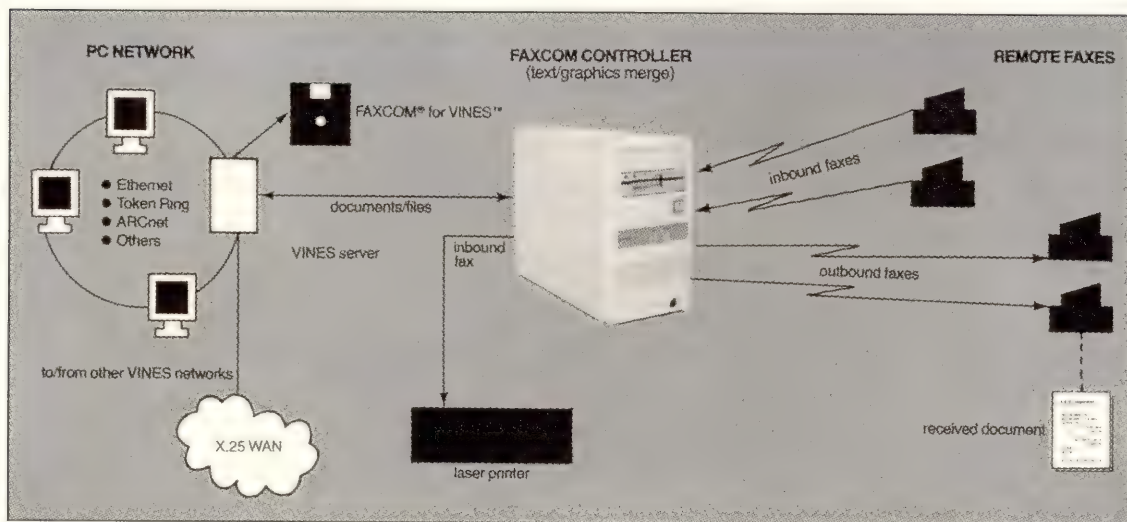 PC NETWORK
FAXCOM® for VINES™
• Ethernet
• Token Ring
• ARCnet
• Others
VINES server
to/from other VINES networks
X.25 WAN
documents/files
FAXCOM CONTROLLER
(text/graphics merge)
inbound
fax
laser printer
REMOTE FAXES
inbound faxes
outbound faxes
received document